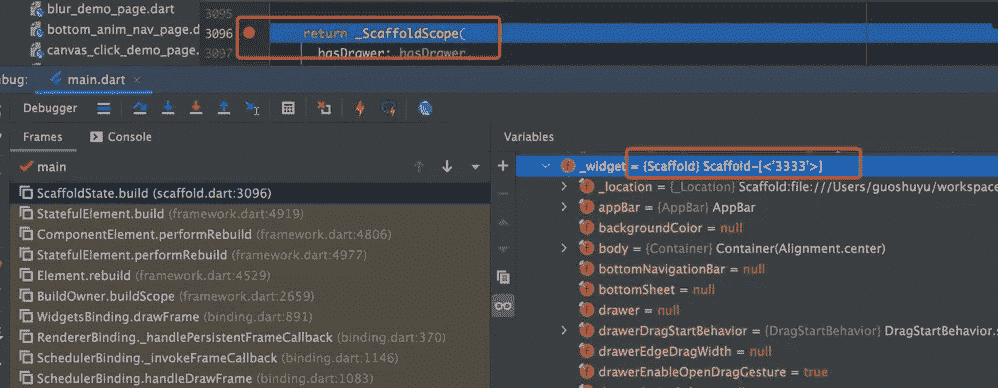 blur_demo_page.dart
bottom_anim_nav_page.dart
canvas_click_demo_page.d
3095
3096 return _ScaffoldScope(
3097 hasDrawer: hasDrawer,
bug: main.dart ×
Debugger
Frames Console
main
ScaffoldState.build (scaffold.dart:3096)
StatefulElement.build (framework.dart:4919)
ComponentElement.performRebuild (framework.dart:4806)
StatefulElement.performRebuild (framework.dart:4977)
Element.rebuild (framework.dart:4529)
BuildOwner.buildScope (framework.dart:2659)
WidgetsBinding.drawFrame (binding.dart:891)
RendererBinding._handlePersistentFrameCallback (binding.dart:370)
SchedulerBinding._invokeFrameCallback (binding.dart:1146)
SchedulerBinding.handleDrawFrame (binding.dart:1083)
Variables
_widget = {Scaffold} Scaffold-[<'3333'>]
_location = {_Location} Scaffold:file:///Users/guoshuyu/workspace
appBar = {AppBar} AppBar
backgroundColor = null
body = {Container} Container(Alignment.center)
bottomNavigationBar = null
bottomSheet = null
drawer = null
drawerDragStartBehavior = {DragStartBehavior} DragStartBehavior.s
drawerEdgeDragWidth = null
drawerEnableOpenDragGesture = true